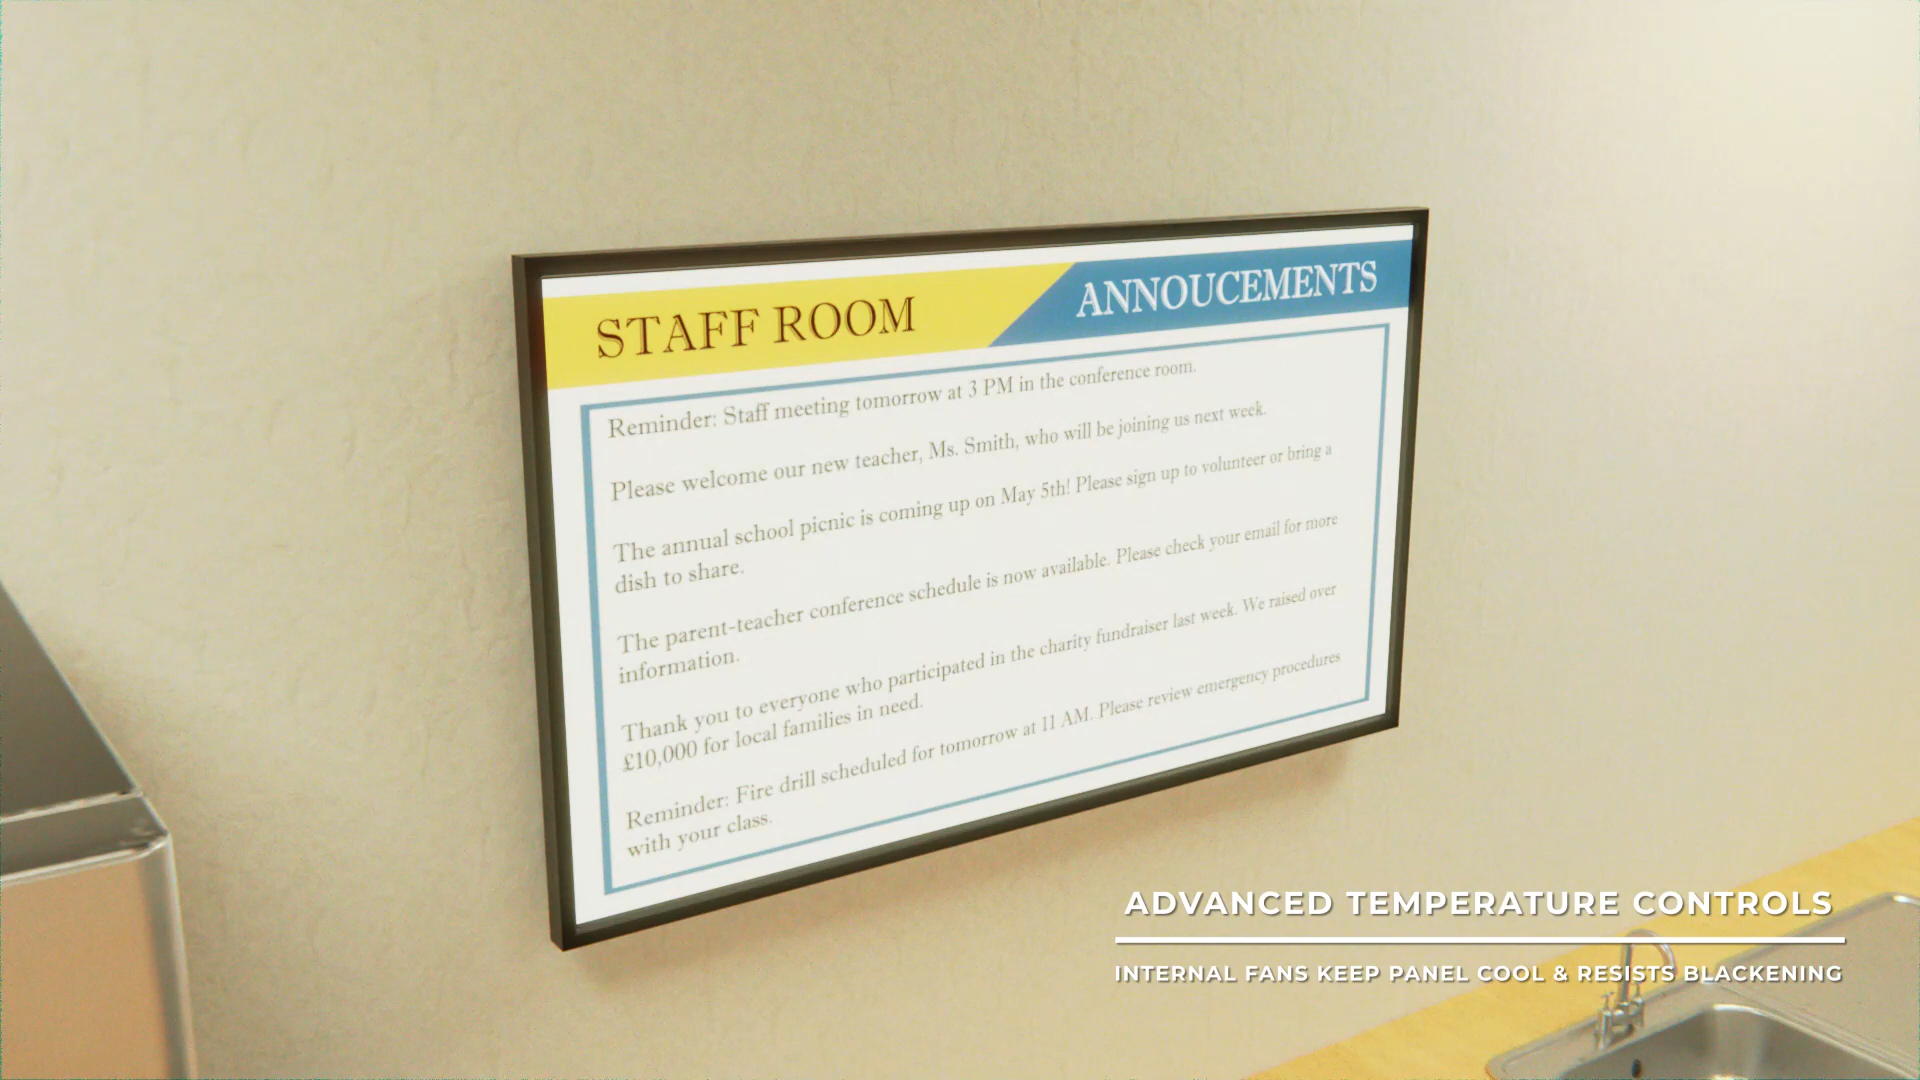 STAFF ROOM
ANNOUCEMENTS
Reminder: Staff meeting tomorrow at 3 PM in the conference room.
Please welcome our new teacher, Ms. Smith, who will be joining us next week.
The annual school picnic is coming up on May 5th! Please sign up to volunteer or bring a
dish to share.
The parent-teacher conference schedule is now available. Please check your email for more
information.
Thank you to everyone who participated in the charity fundraiser last week. We raised over
£10,000 for local families in need.
Reminder: Fire drill scheduled for tomorrow at 11 AM. Please review emergency procedures
with your class.
ADVANCED TEMPERATURE CONTROLS
INTERNAL FANS KEEP PANEL COOL & RESISTS BLACKENING